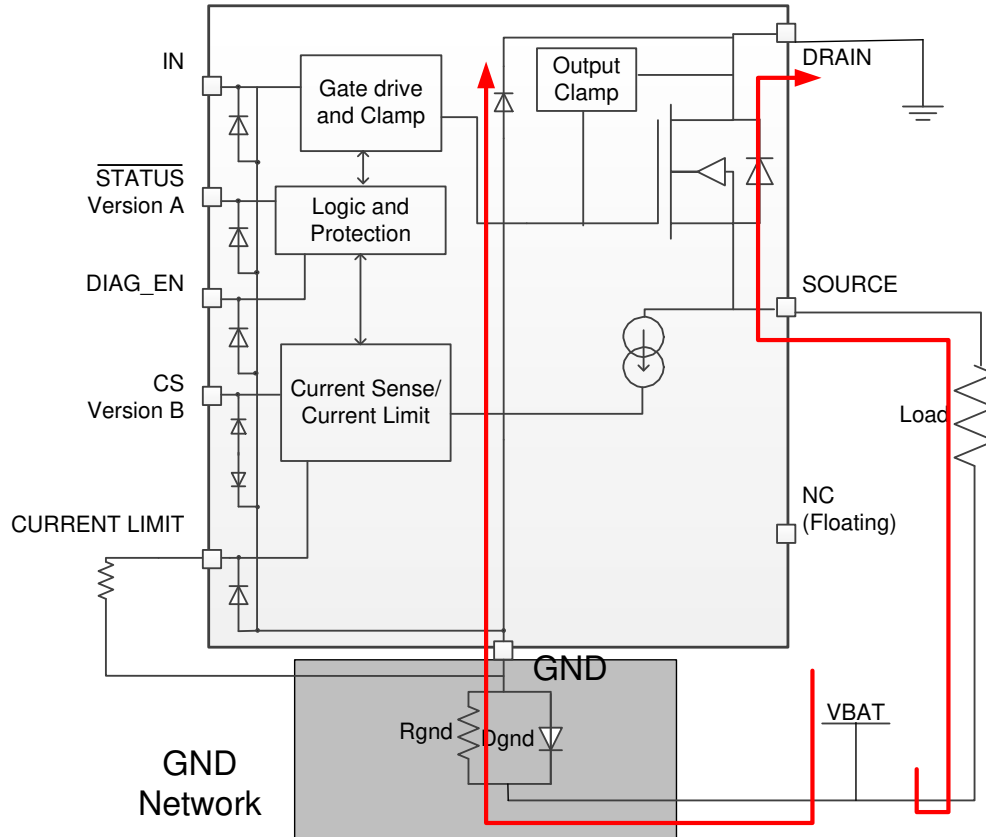 IN
Gate drive
and Clamp
Output
Clamp
DRAIN
STATUS
Version A
Logic and
Protection
DIAG_EN
SOURCE
CS
Version B
Current Sense/
Current Limit
Load
NC
(Floating)
CURRENT LIMIT
GND
Rgnd
Dgnd
VBAT
GND
Network